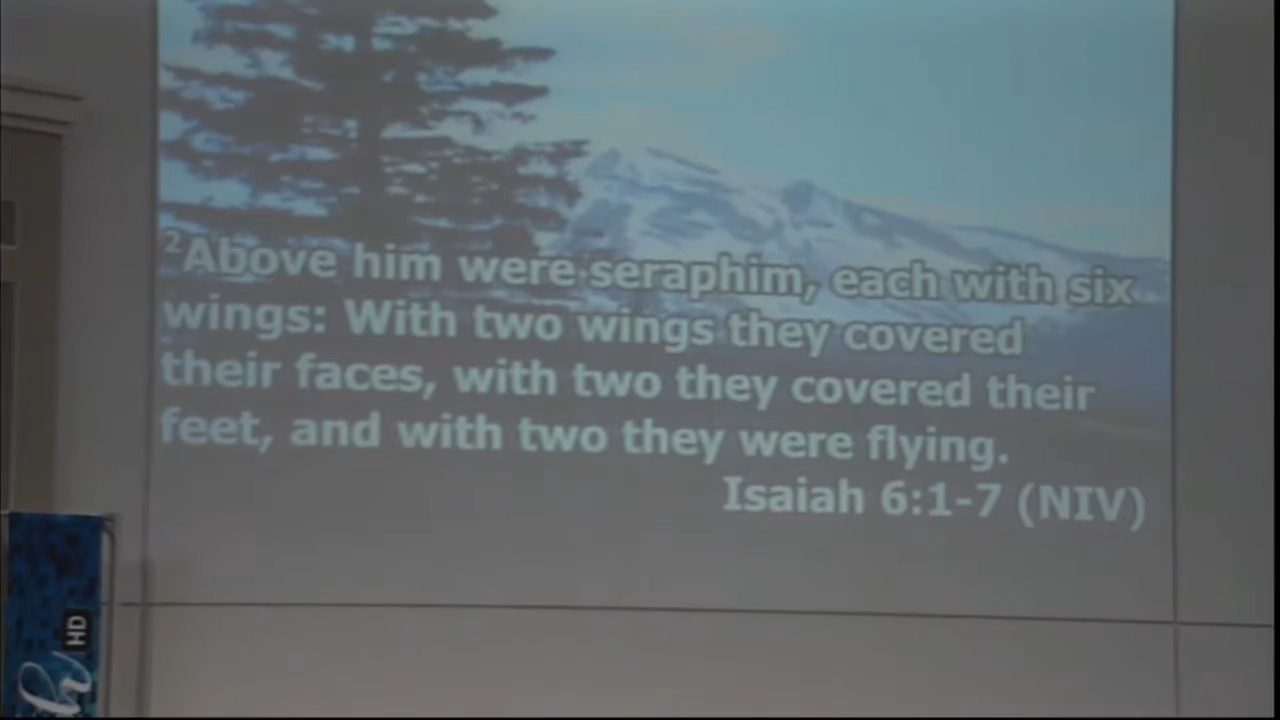 ²Above him were seraphim, each with six
wings: With two wings they covered
their faces, with two they covered their
feet, and with two they were flying.
Isaiah 6:1-7 (NIV)
HD